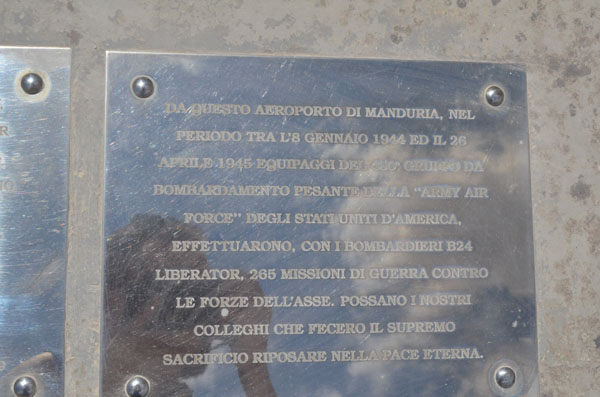 DA QUESTO AEROPORTO DI MANDURIA, NEL
PERIODO TRA L'8 GENNAIO 1944 ED IL 26
APRILE 1945 EQUIPAGGI DEL GRUPPO DA
BOMBARDAMENTO PESANTE DELLA "ARMY AIR
FORCE" DEGLI STATI UNITI D'AMERICA,
EFFETTUARONO, CON I BOMBARDIERI B24
LIBERATOR, 265 MISSIONI DI GUERRA CONTRO
LE FORZE DELL'ASSE. POSSANO I NOSTRI
COLLEGHI CHE FECERO IL SUPREMO
SACRIFICIO RIPOSARE NELLA PACE ETERNA.